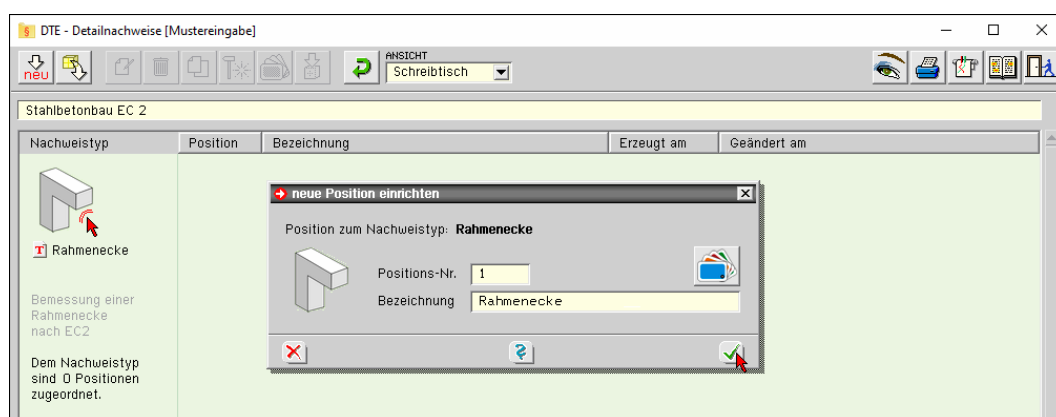 § DTE - Detailnachweise [Mustereingabe]
neu
ANSICHT
Schreibtisch
Stahlbetonbau EC 2
Nachweistyp Position Bezeichnung Erzeugt am Geändert am
T Rahmenecke
Bemessung einer
Rahmenecke
nach EC2
Dem Nachweistyp
sind 0 Positionen
zugeordnet.
neue Position einrichten
Position zum Nachweistyp: Rahmenecke
Positions-Nr. 1
Bezeichnung Rahmenecke